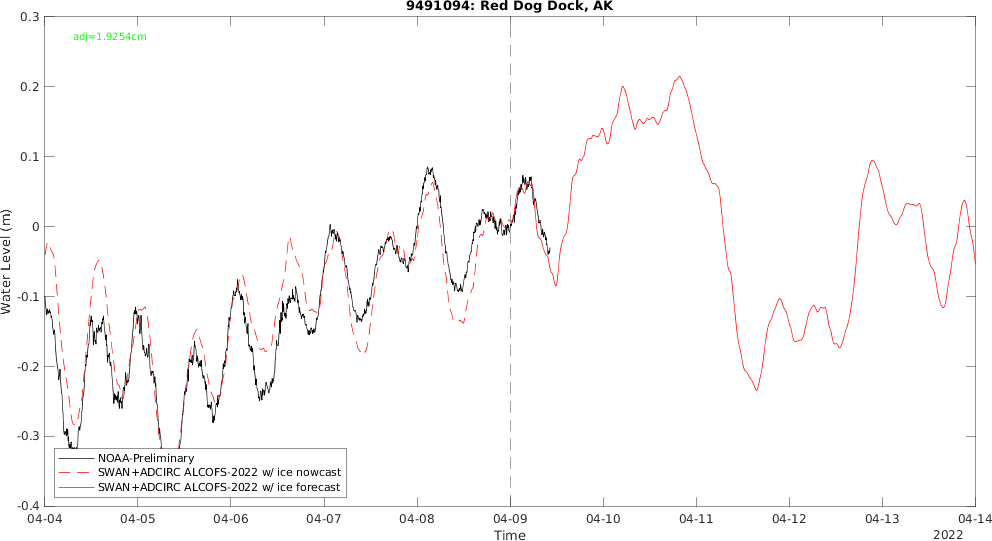 9491094: Red Dog Dock, AK
adj=1.9254cm
0.3
0.2
0.1
0
-0.1
-0.2
-0.3
-0.4
Water Level (m)
NOAA-Preliminary
SWAN+ADCIRC ALCOFS-2022 w/ ice nowcast
SWAN+ADCIRC ALCOFS-2022 w/ ice forecast
04-04 04-05 04-06 04-07 04-08 04-09 04-10 04-11 04-12 04-13 04-14
Time
2022